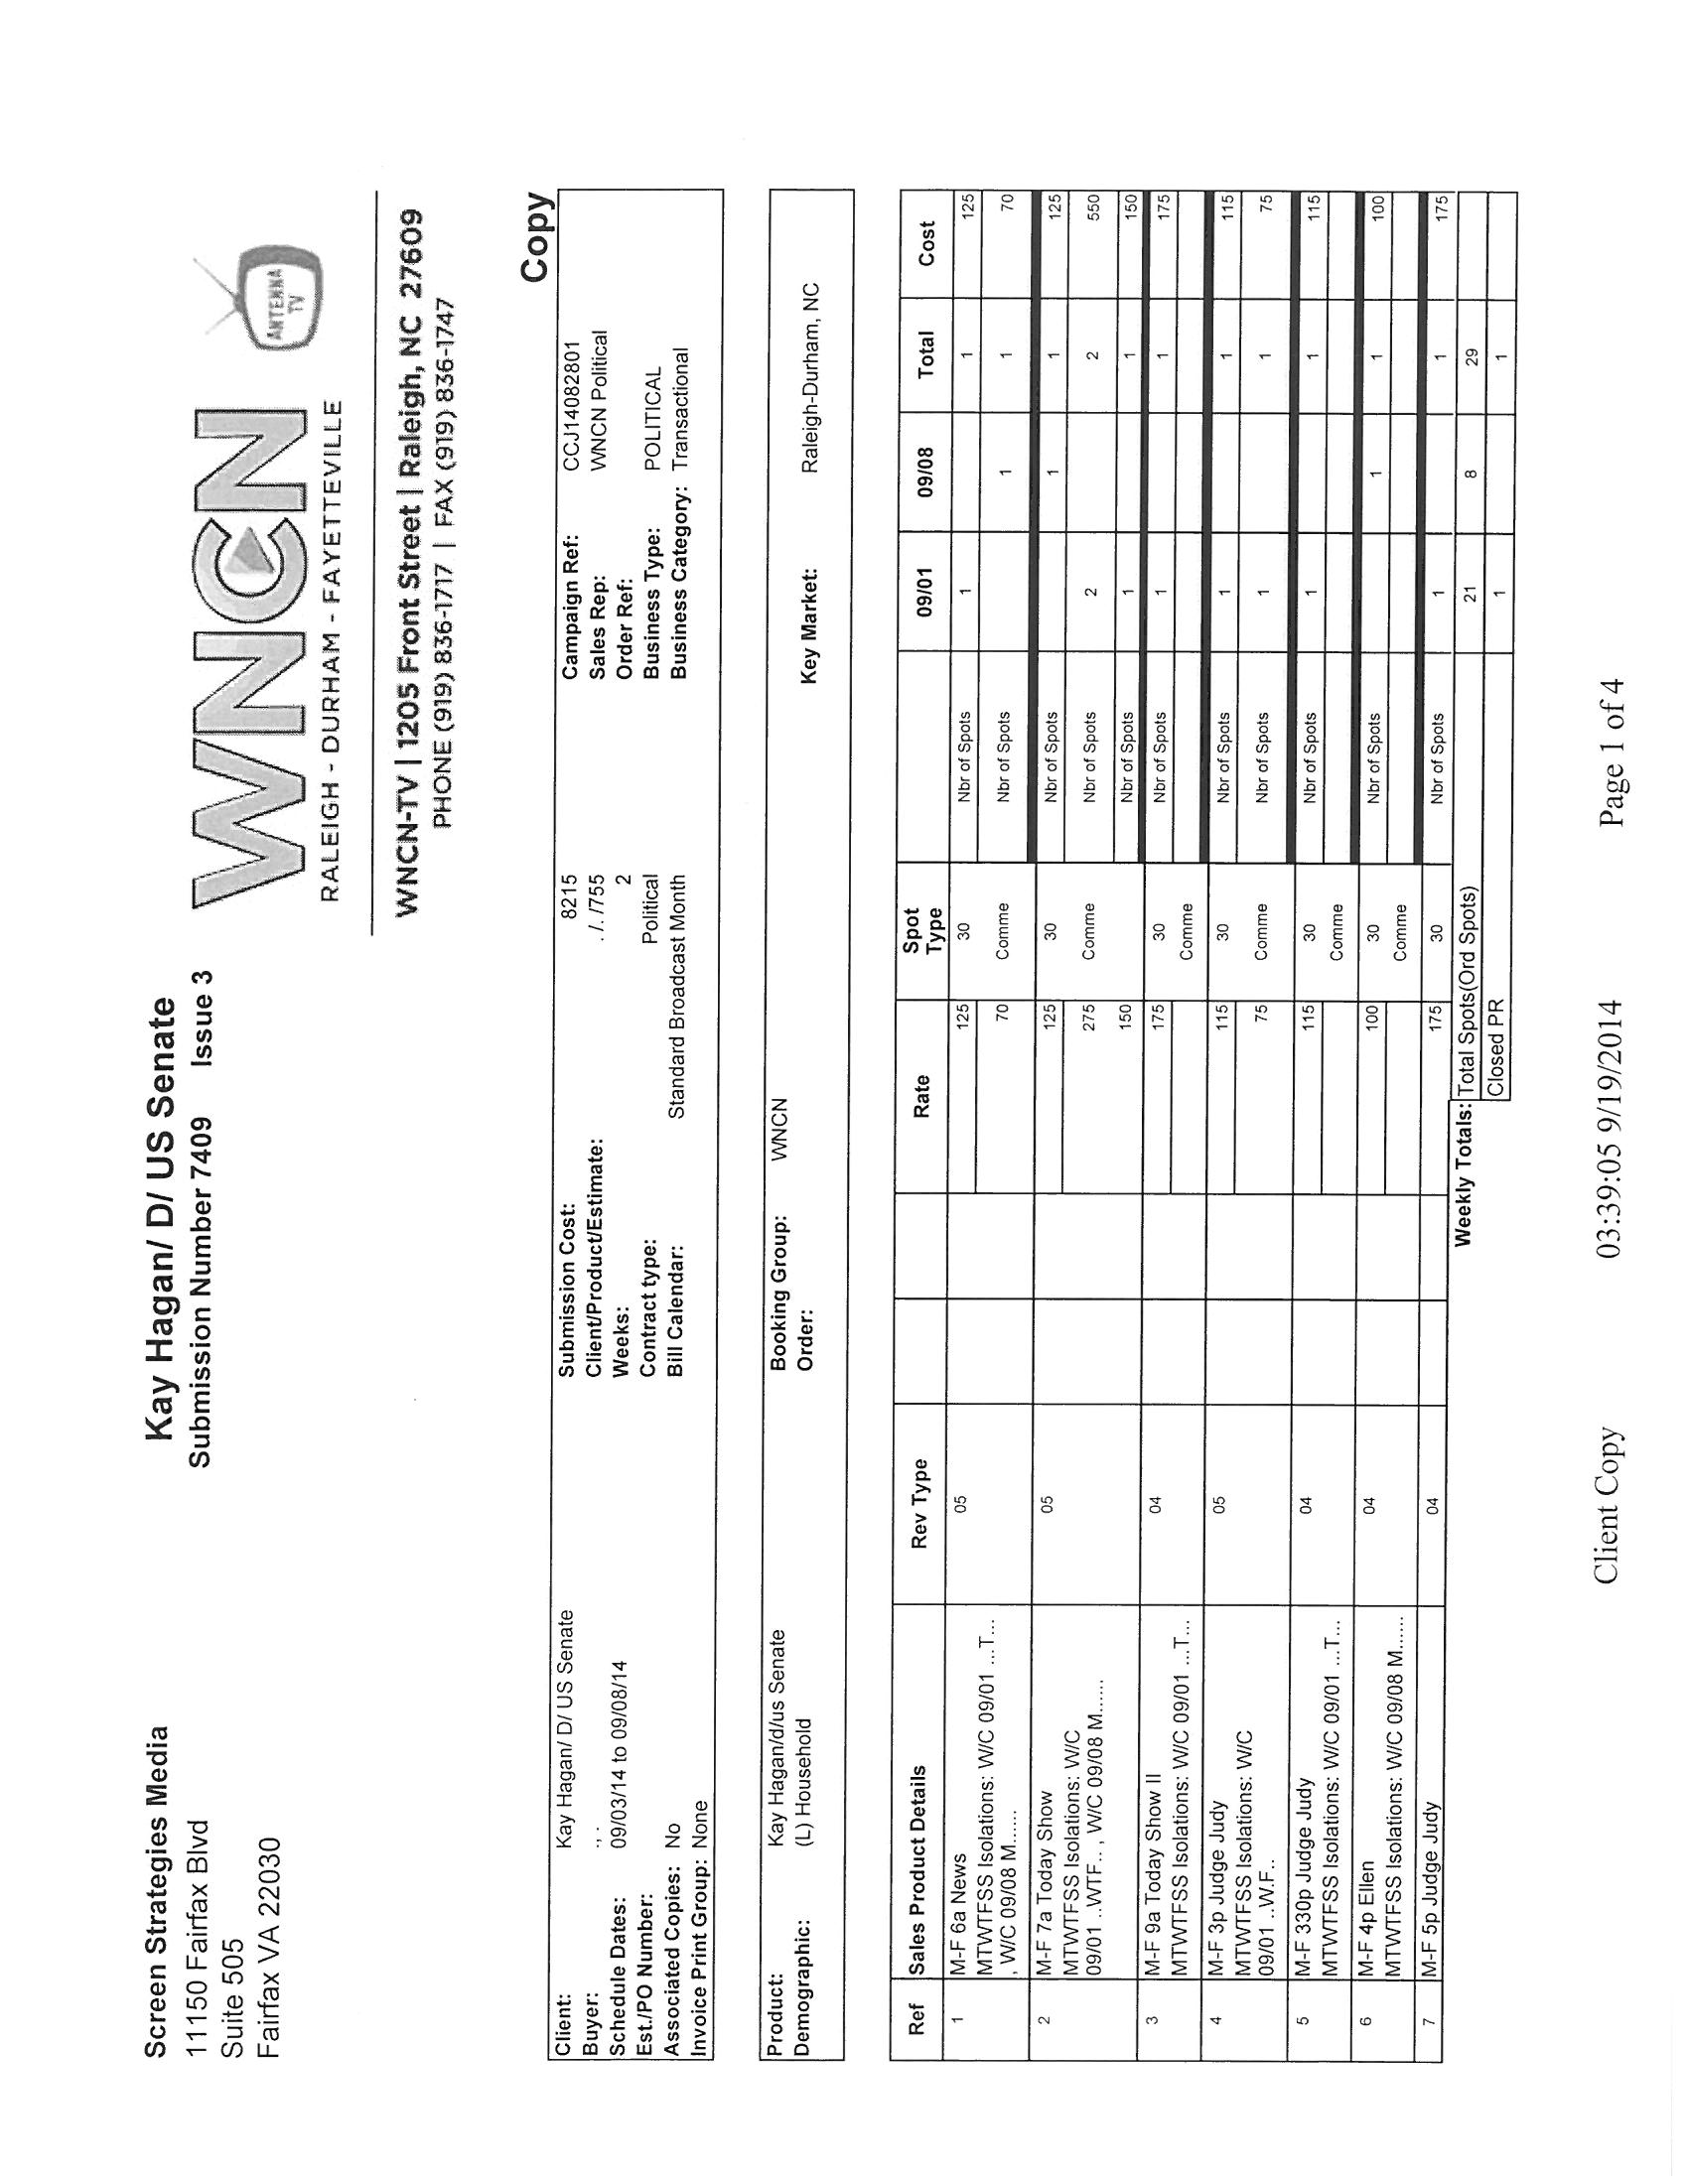 Screen Strategies Media
11150 Fairfax Blvd
Suite 505
Fairfax VA 22030
Kay Hagan/ D/ US Senate
Submission Number 7409 Issue 3
WNCN
RALEIGH - DURHAM - FAYETTEVILLE
ANTENNA
TV
WNCN-TV | 1205 Front Street | Raleigh, NC 27609
PHONE (919) 836-1717 | FAX (919) 836-1747
Copy
Client: Kay Hagan/ D/ US Senate Submission Cost: 8215 Campaign Ref: CCJ14082801
Buyer: ., . Client/Product/Estimate: . /. /755 Sales Rep: WNCN Political
Schedule Dates: 09/03/14 to 09/08/14 Weeks: 2 Order Ref:
Est./PO Number: Contract type: Political Business Type: POLITICAL
Associated Copies: No Bill Calendar: Standard Broadcast Month Business Category: Transactional
Invoice Print Group: None
Product: Kay Hagan/d/us Senate Booking Group: WNCN
Demographic: (L) Household Order: Key Market: Raleigh-Durham, NC
Ref Sales Product Details Rev Type Rate Spot Type 09/01 09/08 Total Cost
1 M-F 6a News 05 125 30 Nbr of Spots 1 1 125
MTWTFSS Isolations: W/C 09/01 ...T... 70 Comme Nbr of Spots 1 1 70
, W/C 09/08 M......
2 M-F 7a Today Show 05 125 30 Nbr of Spots 1 1 125
MTWTFSS Isolations: W/C 275 Comme Nbr of Spots 2 2 550
09/01 ..WTF.. , W/C 09/08 M...... 150 Nbr of Spots 1 1 150
3 M-F 9a Today Show II 04 175 30 Nbr of Spots 1 1 175
MTWTFSS Isolations: W/C 09/01 ...T... Comme
4 M-F 3p Judge Judy 05 115 30 Nbr of Spots 1 1 115
MTWTFSS Isolations: W/C 75 Comme Nbr of Spots 1 1 75
09/01 ..W.F..
5 M-F 330p Judge Judy 04 115 30 Nbr of Spots 1 1 115
MTWTFSS Isolations: W/C 09/01 ...T... Comme
6 M-F 4p Ellen 04 100 30 Nbr of Spots 1 1 100
MTWTFSS Isolations: W/C 09/08 M...... Comme
7 M-F 5p Judge Judy 04 175 30 Nbr of Spots 1 1 175
Weekly Totals: Total Spots(Ord Spots) 21 8 29
Closed PR 1 1
Client Copy 03:39:05 9/19/2014 Page 1 of 4